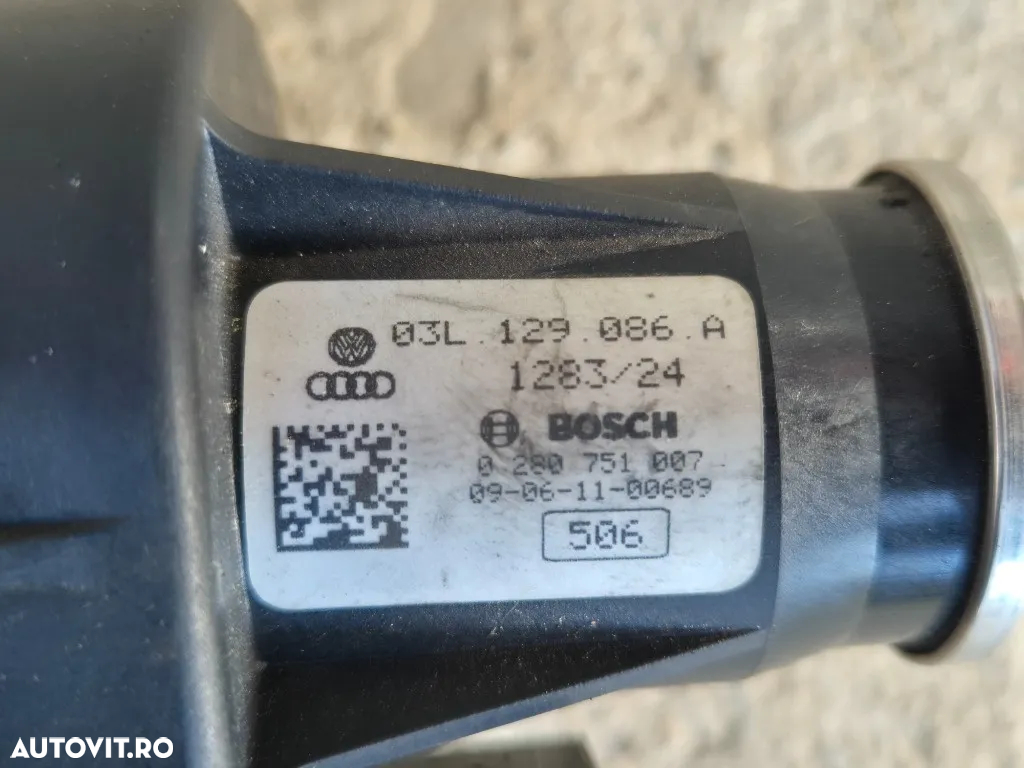 03L.129.086.A
1283/24
BOSCH
0 280 751 007
09-06-11-00689
506
AUTOVIT.RO